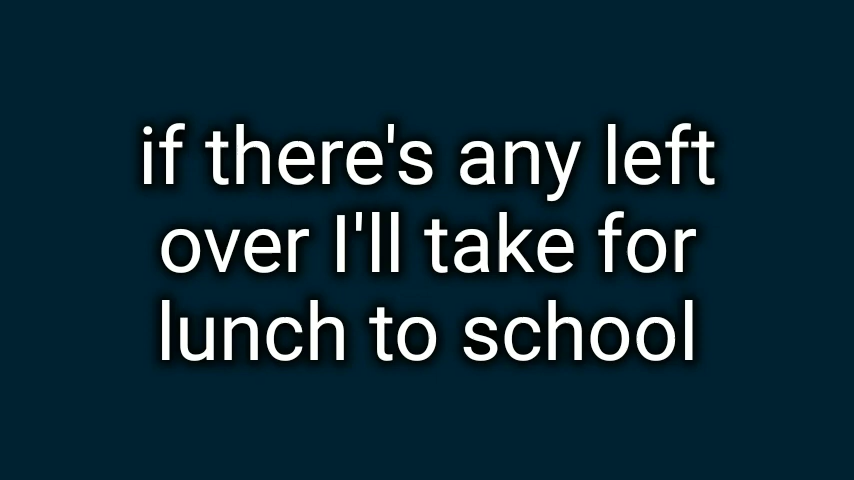 if there's any left
over I'll take for
lunch to school